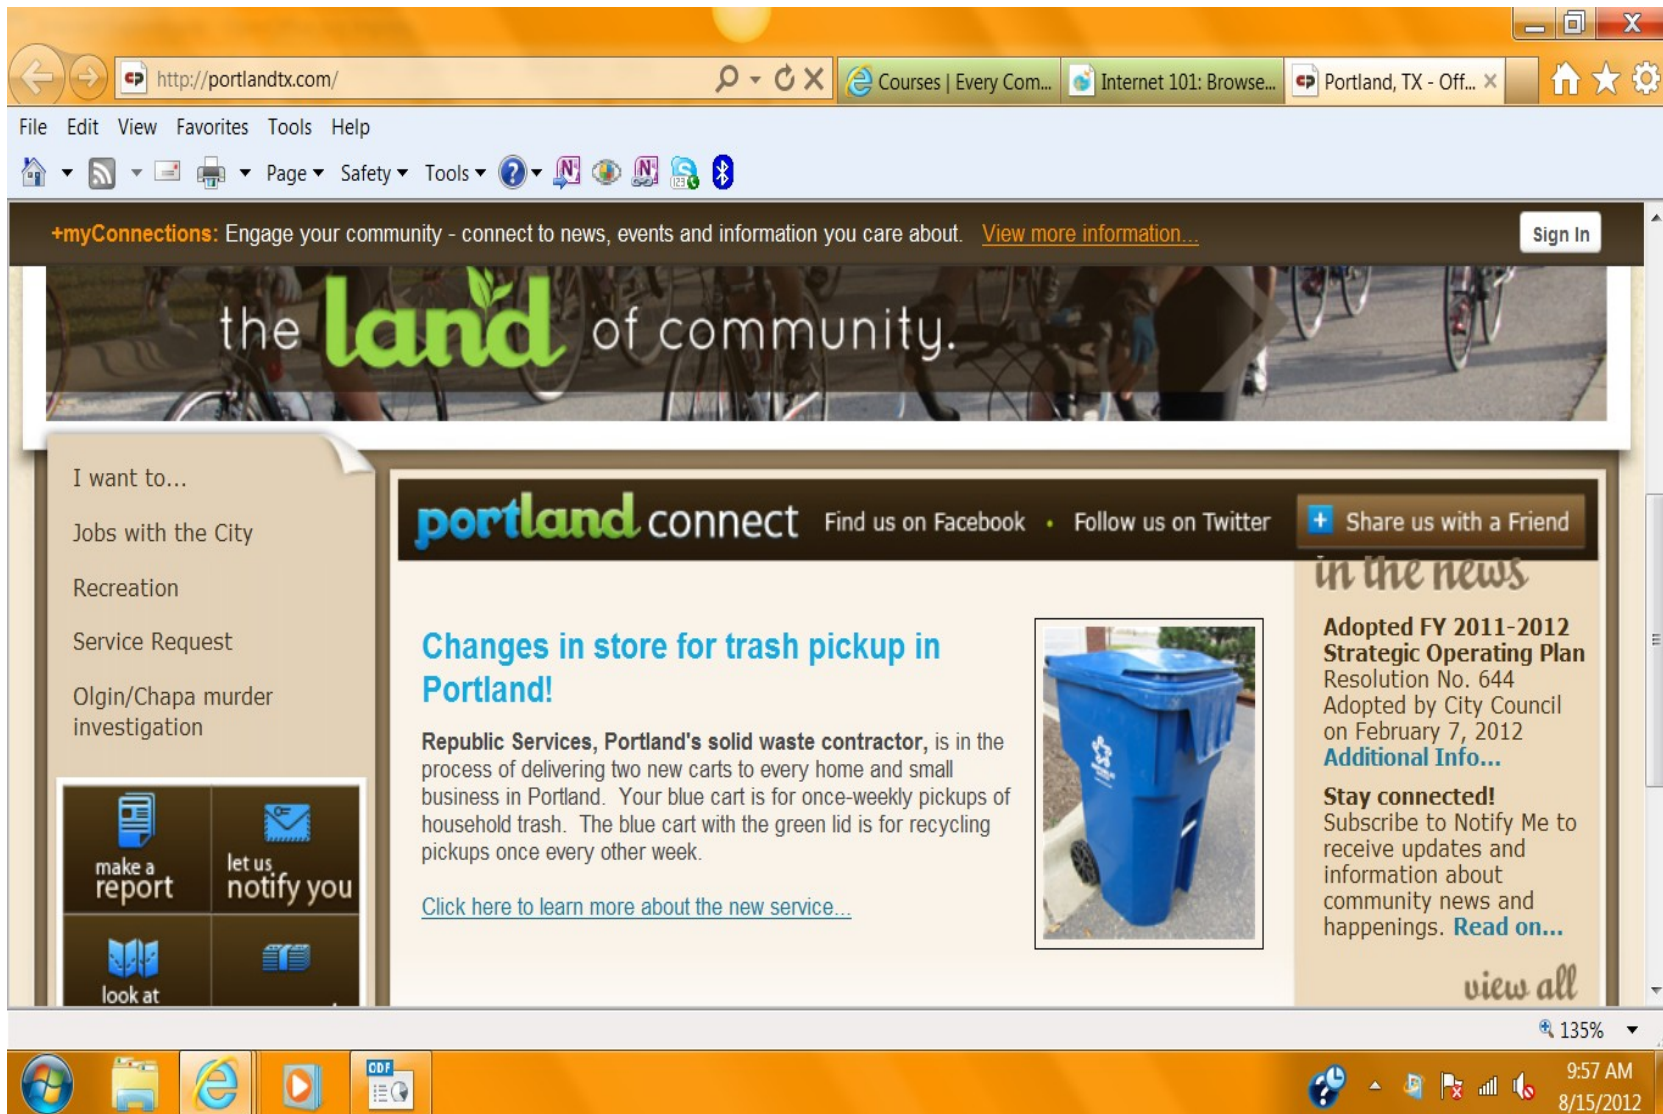 http://portlandtx.com/
Courses | Every Com...
Internet 101: Browse...
Portland, TX - Off...
File Edit View Favorites Tools Help
Page Safety Tools
+myConnections: Engage your community - connect to news, events and information you care about. View more information...
Sign In
the land of community.
I want to...
Jobs with the City
Recreation
Service Request
Olgin/Chapa murder
investigation
make a
report
let us
notify you
look at
portland connect
Find us on Facebook • Follow us on Twitter
Share us with a Friend
Changes in store for trash pickup in
Portland!
Republic Services, Portland's solid waste contractor, is in the
process of delivering two new carts to every home and small
business in Portland. Your blue cart is for once-weekly pickups of
household trash. The blue cart with the green lid is for recycling
pickups once every other week.
Click here to learn more about the new service...
in the news
Adopted FY 2011-2012
Strategic Operating Plan
Resolution No. 644
Adopted by City Council
on February 7, 2012
Additional Info...
Stay connected!
Subscribe to Notify Me to
receive updates and
information about
community news and
happenings. Read on...
view all
135%
ODF
9:57 AM
8/15/2012